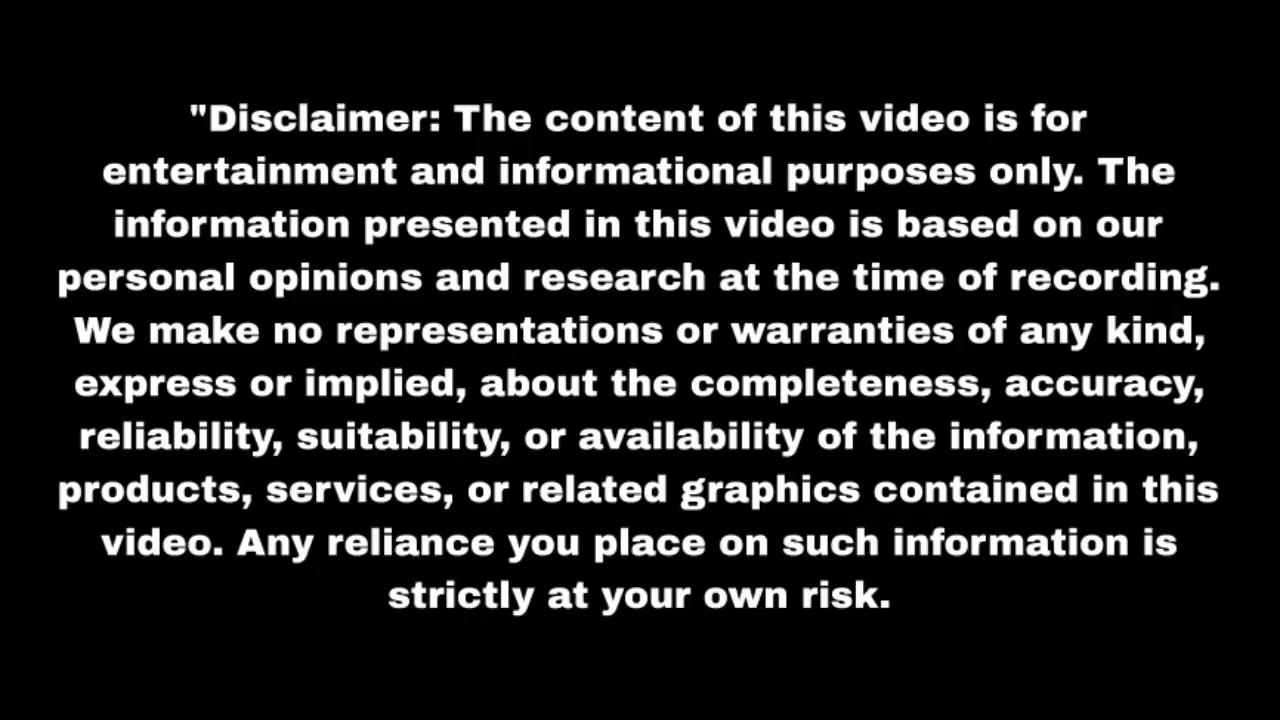 "Disclaimer: The content of this video is for
entertainment and informational purposes only. The
information presented in this video is based on our
personal opinions and research at the time of recording.
We make no representations or warranties of any kind,
express or implied, about the completeness, accuracy,
reliability, suitability, or availability of the information,
products, services, or related graphics contained in this
video. Any reliance you place on such information is
strictly at your own risk.